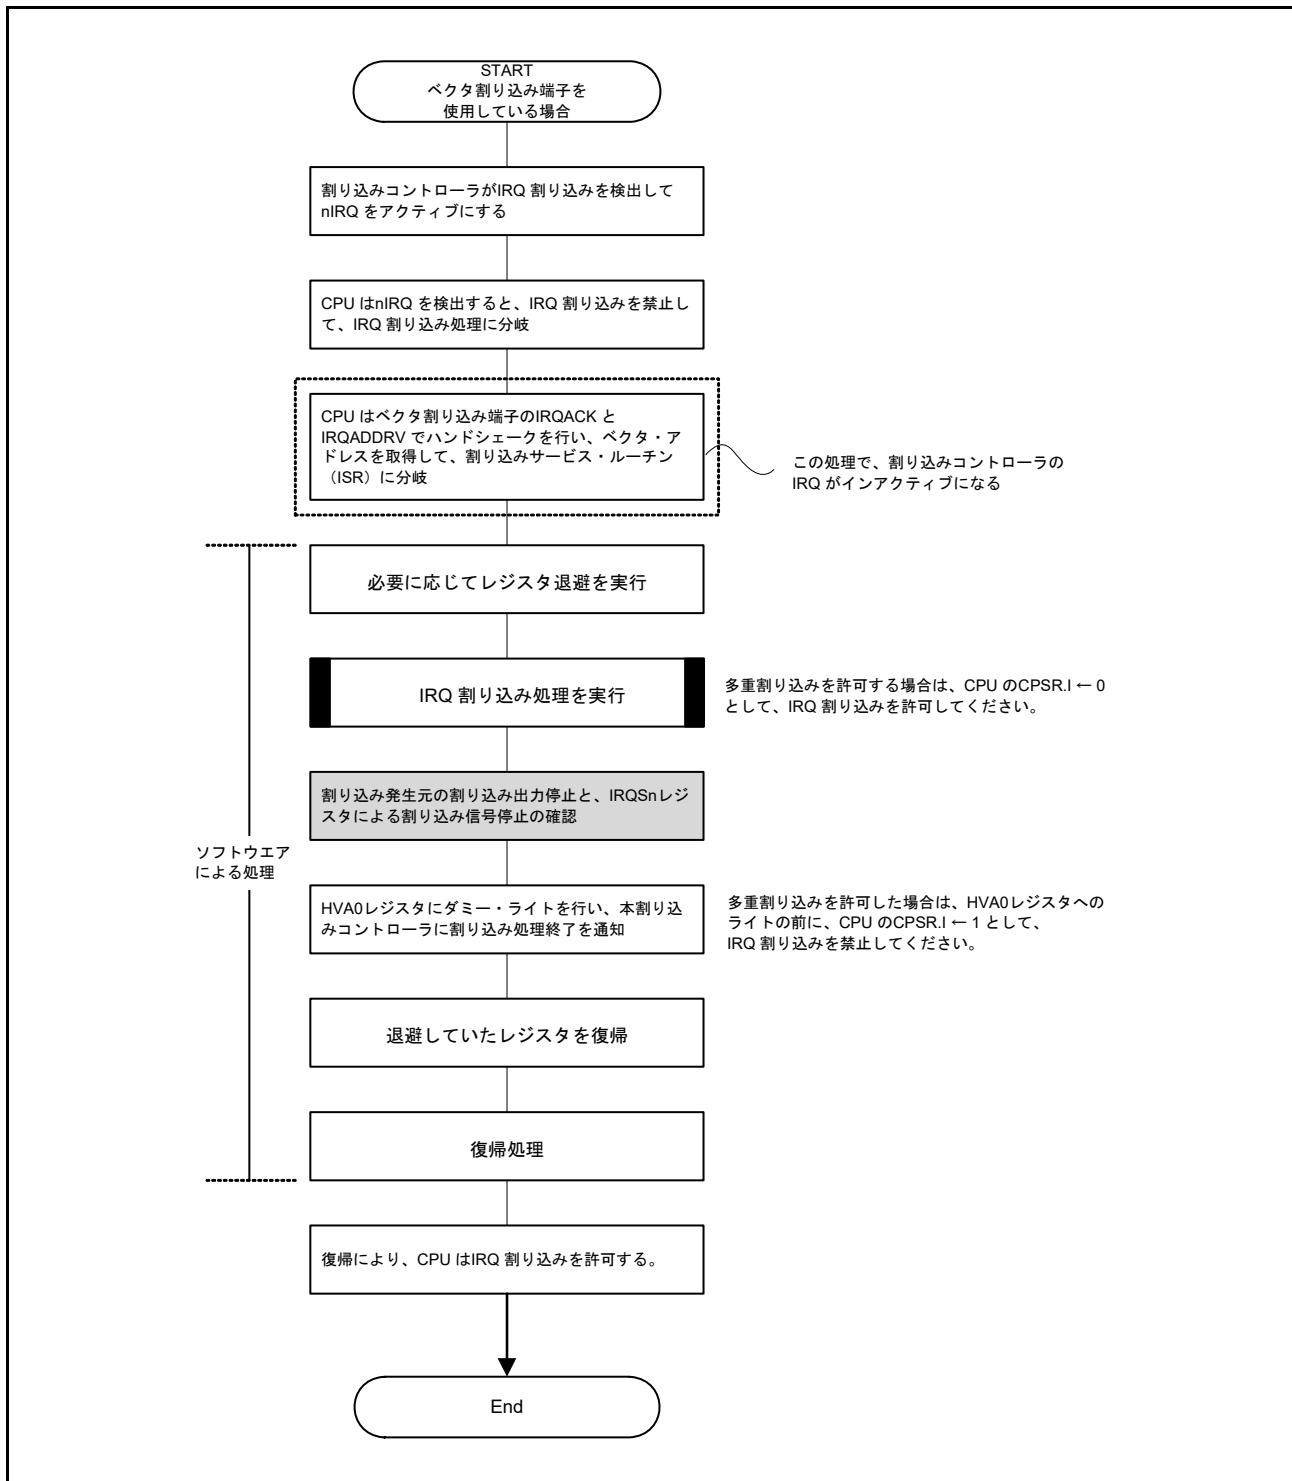 START
ベクタ割り込み端子を
使用している場合
割り込みコントローラがIRQ 割り込みを検出して
nIRQ をアクティブにする
CPU はnIRQ を検出すると、IRQ 割り込みを禁止し
て、IRQ 割り込み処理に分岐
CPU はベクタ割り込み端子のIRQACK と
IRQADDRV でハンドシェークを行い、ベクタ・ア
ドレスを取得して、割り込みサービス・ルーチン
（ISR）に分岐
この処理で、割り込みコントローラの
IRQ がインアクティブになる
必要に応じてレジスタ退避を実行
IRQ 割り込み処理を実行
多重割り込みを許可する場合は、CPU のCPSR.I ← 0
として、IRQ 割り込みを許可してください。
割り込み発生元の割り込み出力停止と、IRQSnレジ
スタによる割り込み信号停止の確認
ソフトウエア
による処理
HVA0レジスタにダミー・ライトを行い、本割り込
みコントローラに割り込み処理終了を通知
多重割り込みを許可した場合は、HVA0レジスタへの
ライトの前に、CPU のCPSR.I ← 1 として、
IRQ 割り込みを禁止してください。
退避していたレジスタを復帰
復帰処理
復帰により、CPU はIRQ 割り込みを許可する。
End